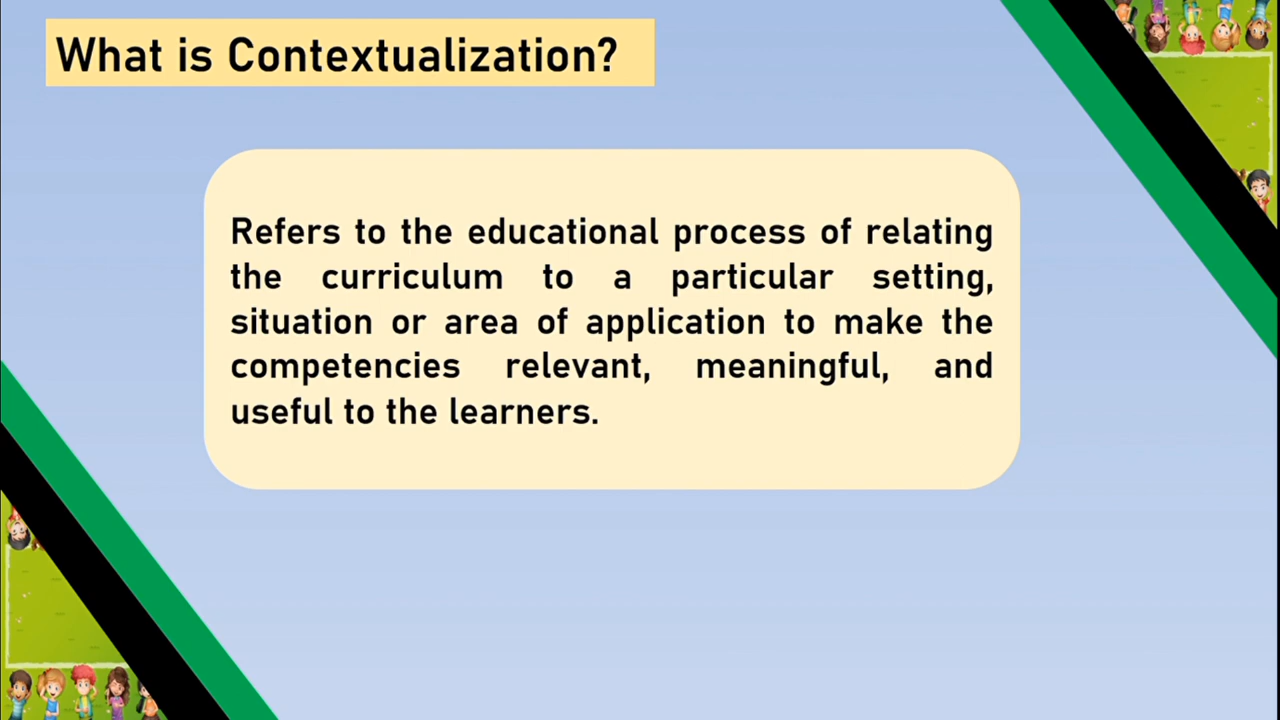 What is Contextualization?
Refers to the educational process of relating
the curriculum to a particular setting,
situation or area of application to make the
competencies relevant, meaningful, and
useful to the learners.